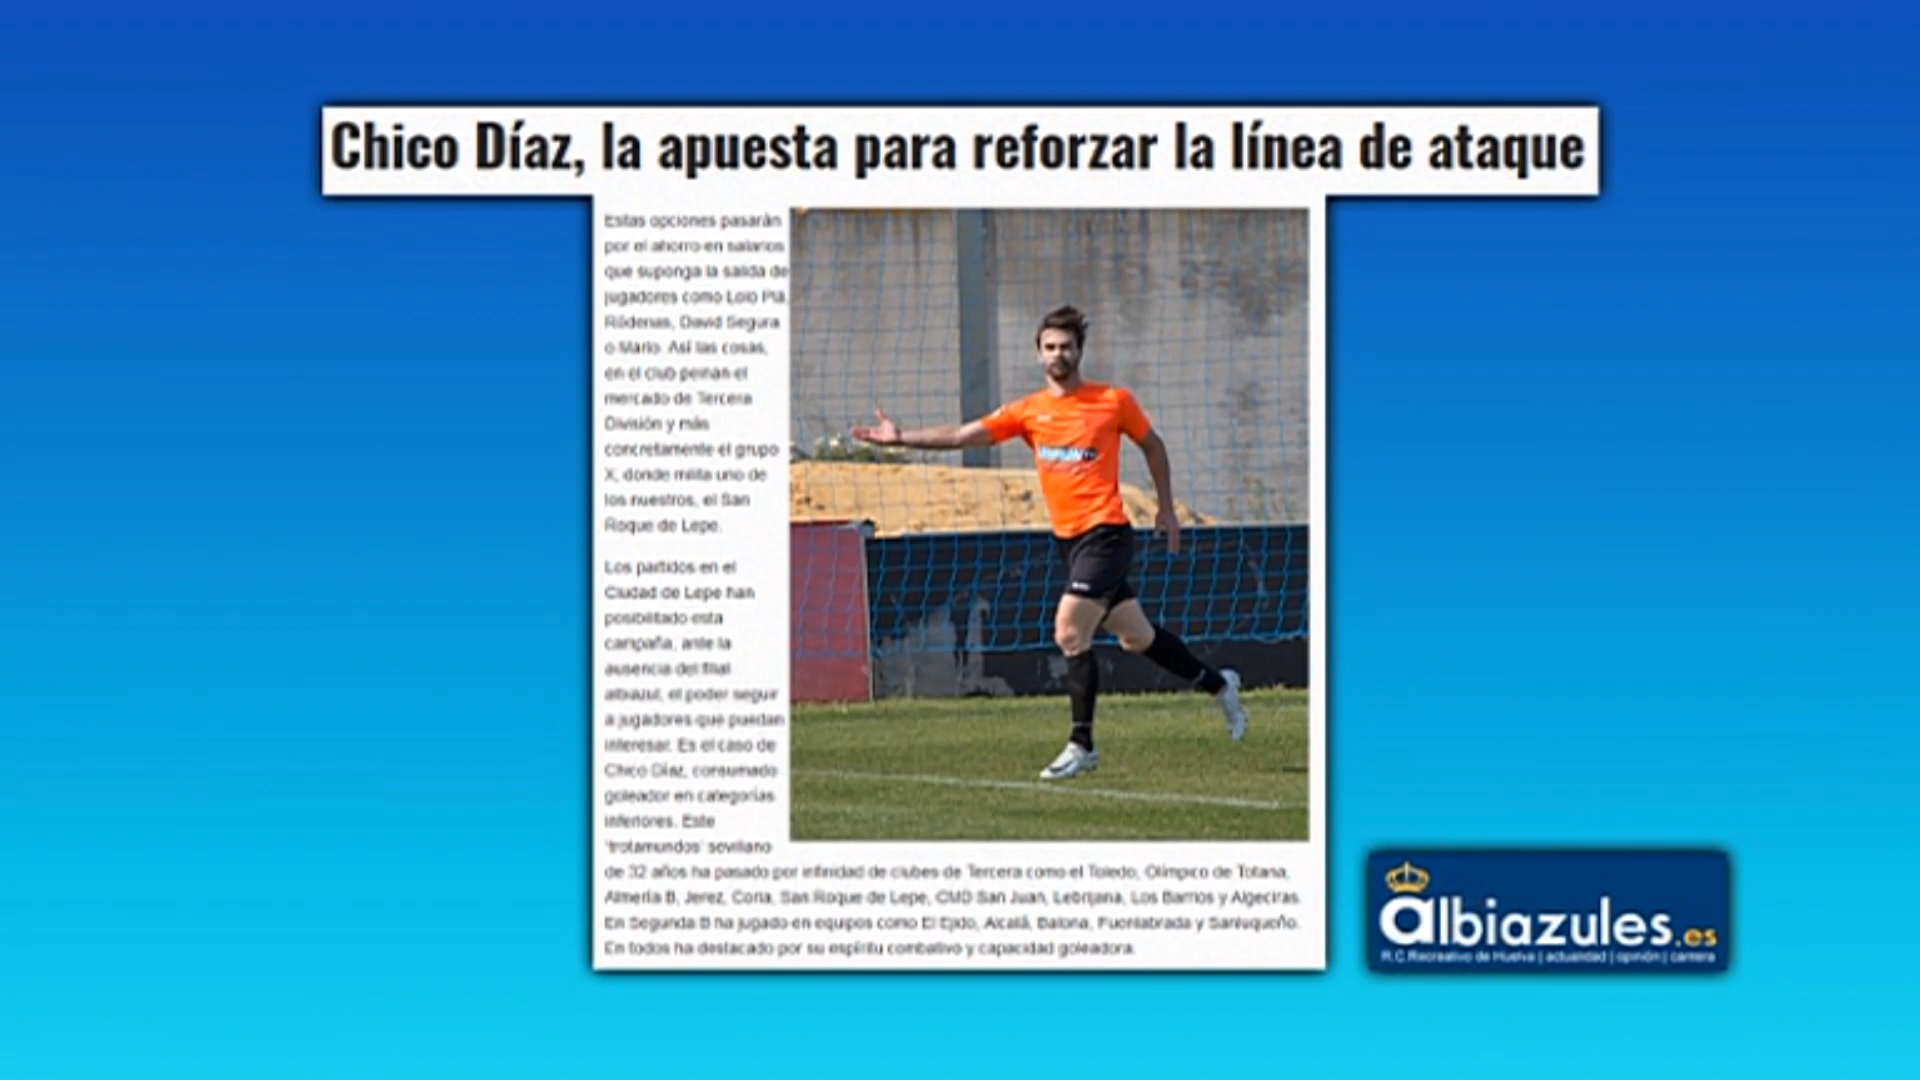 Chico Díaz, la apuesta para reforzar la línea de ataque
Estas opciones pasarán
por el ahorro en salarios
que suponga la salida de
jugadores como Lolo Plá,
Ródenas, David Segura
o Mario. Así las cosas,
en el club peinan el
mercado de Tercera
División y más
concretamente el grupo
X, donde milita uno de
los nuestros, el San
Roque de Lepe.
Los partidos en el
Ciudad de Lepe han
posibilitado esta
campaña, ante la
ausencia del filial
albiazul, el poder seguir
a jugadores que puedan
interesar. Es el caso de
Chico Díaz, consumado
goleador en categorías
inferiores. Este
'trotamundos' sevillano
de 32 años ha pasado por infinidad de clubes de Tercera como el Toledo, Olímpico de Totana,
Almería B, Jerez, Coria, San Roque de Lepe, CMD San Juan, Lebrijana, Los Barrios y Algeciras.
En Segunda B ha jugado en equipos como El Ejido, Alcalá, Balona, Fuenlabrada y Sanluqueño.
En todos ha destacado por su espíritu combativo y capacidad goleadora.
albiazules.es
R.C.Recreativo de Huelva | actualidad | opinión | cantera